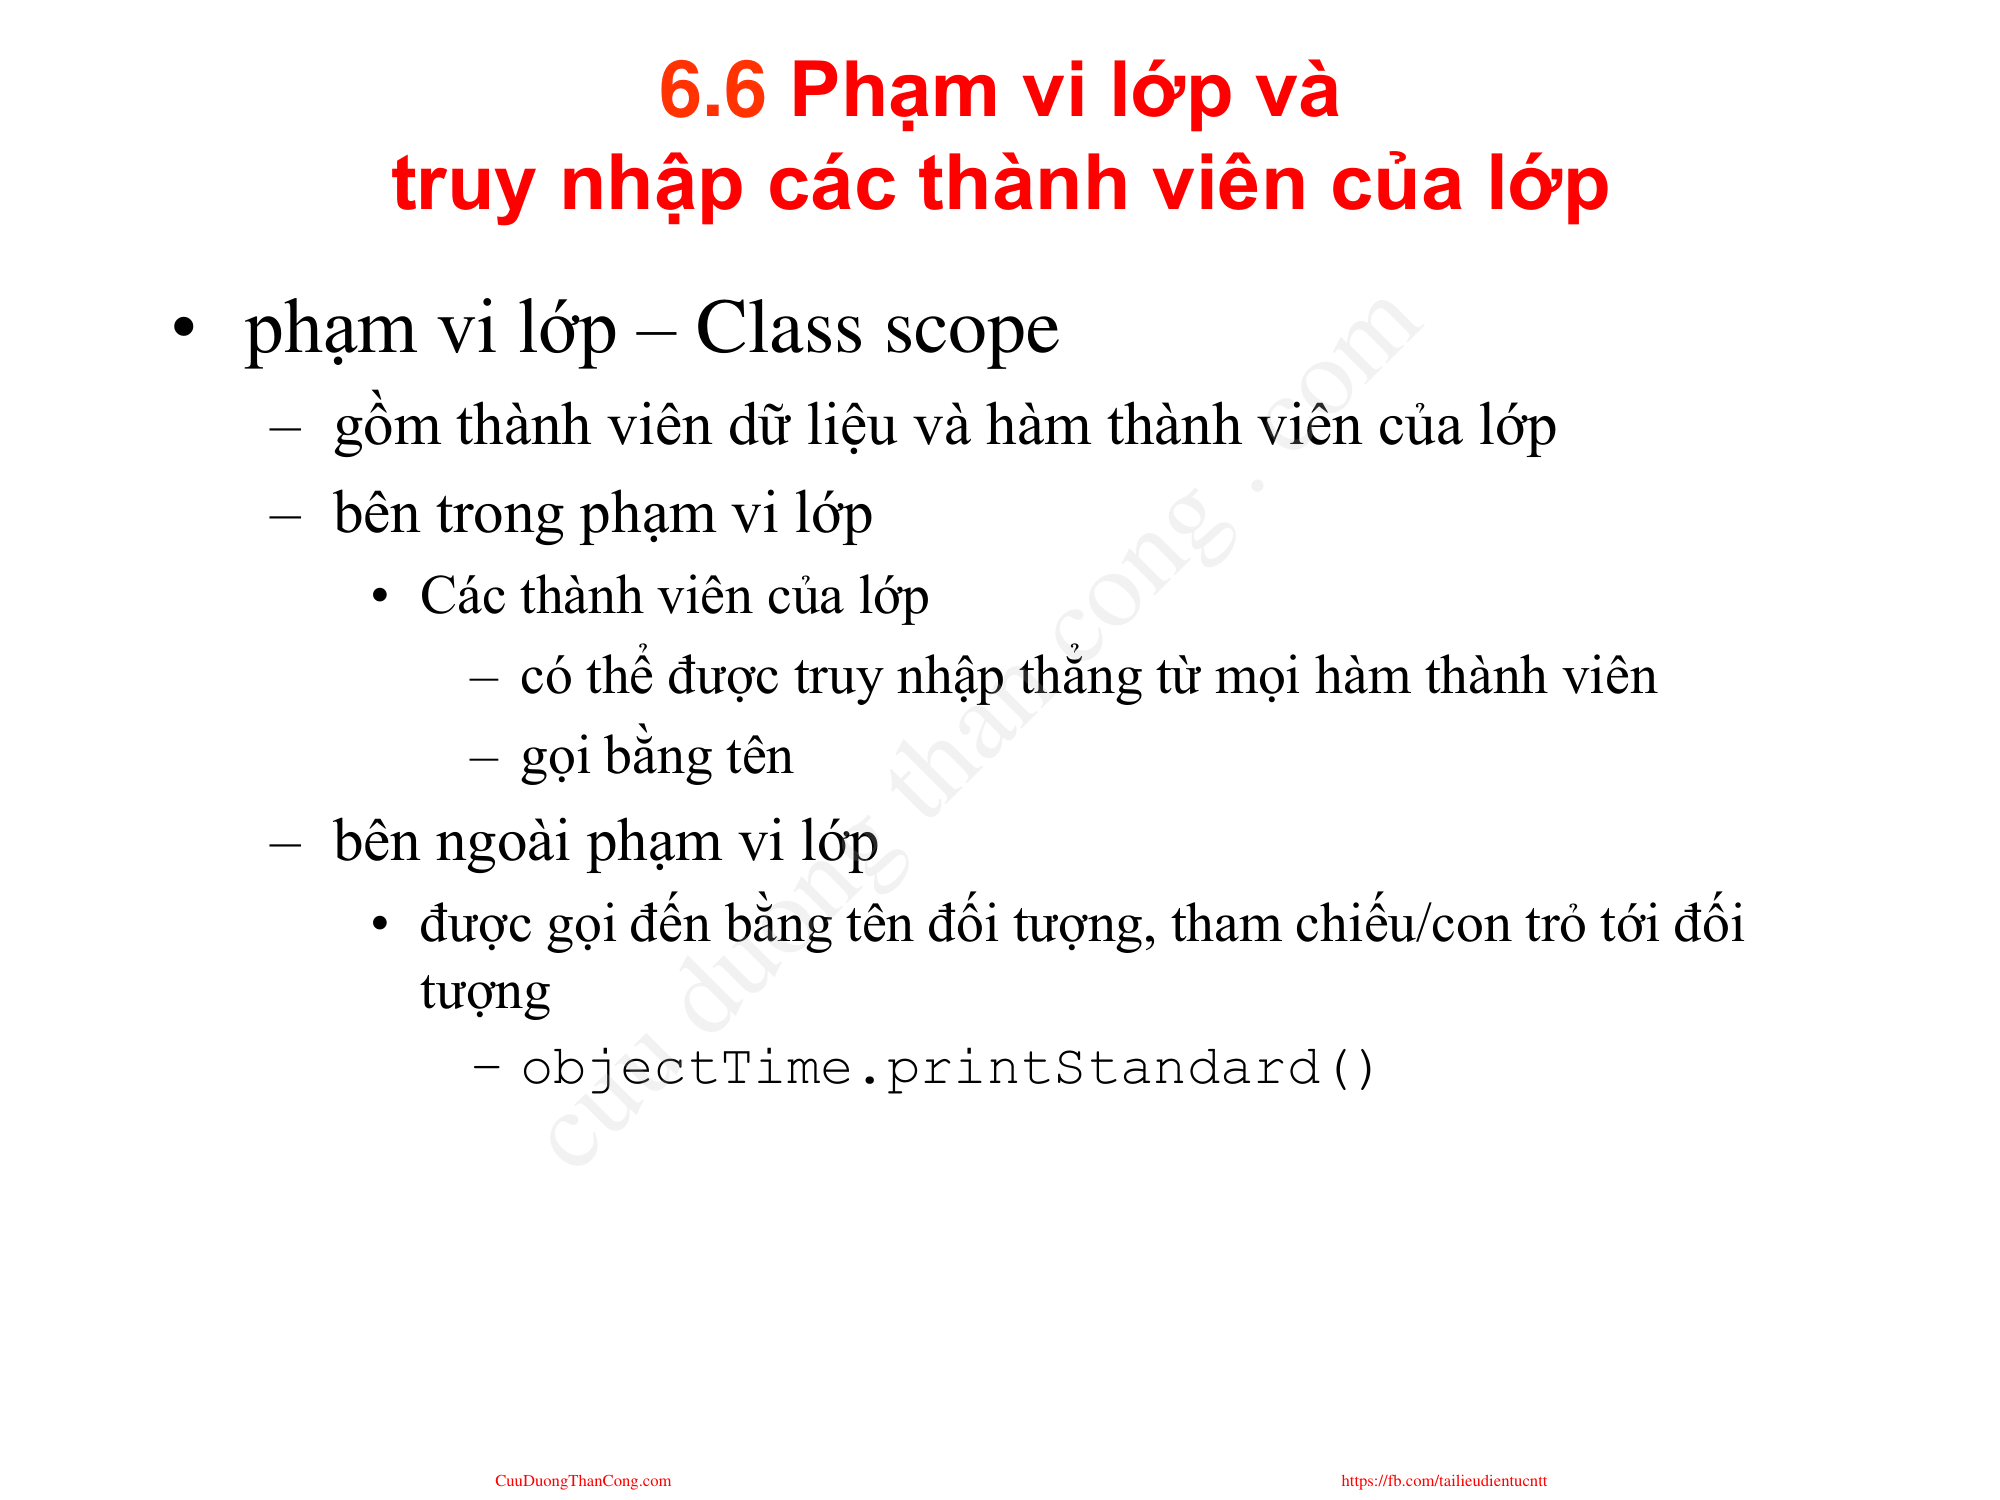 6.6 Phạm vi lớp và
truy nhập các thành viên của lớp
• phạm vi lớp – Class scope
– gồm thành viên dữ liệu và hàm thành viên của lớp
– bên trong phạm vi lớp
• Các thành viên của lớp
– có thể được truy nhập thẳng từ mọi hàm thành viên
– gọi bằng tên
– bên ngoài phạm vi lớp
• được gọi đến bằng tên đối tượng, tham chiếu/con trỏ tới đối
tượng
– objectTime.printStandard()
cuu duong than cong . com
CuuDuongThanCong.com
https://fb.com/tailieudientucntt